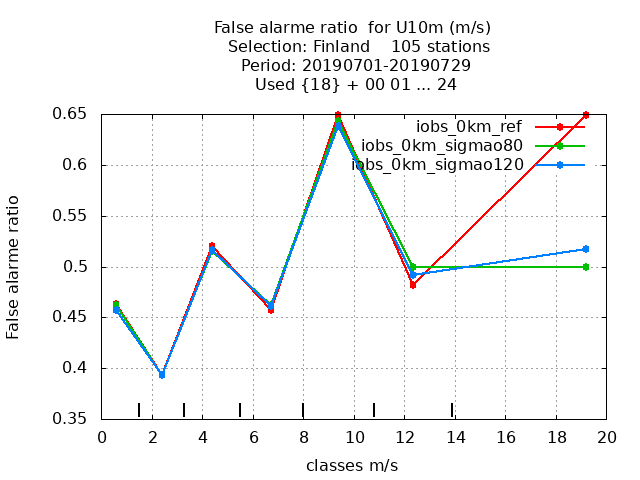 False alarme ratio  for U10m (m/s)
Selection: Finland    105 stations
Period: 20190701-20190729
Used {18} + 00 01 ... 24
0.65
0.6
0.55
0.5
0.45
0.4
0.35
False alarme ratio
iobs_0km_ref
iobs_0km_sigmao80
iobs_0km_sigmao120
0 2 4 6 8 10 12 14 16 18 20
classes m/s